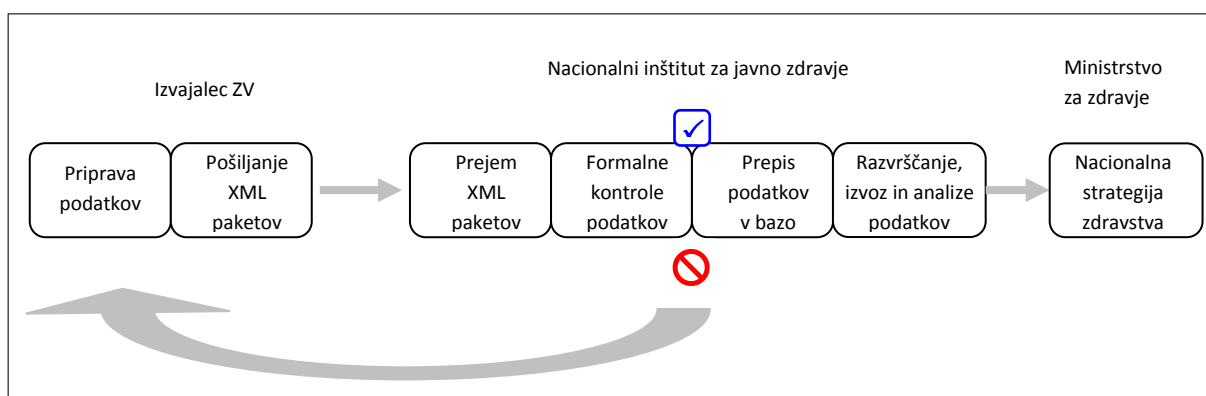 Izvajalec ZV
Nacionalni inštitut za javno zdravje
Ministrstvo
za zdravje
Priprava
podatkov
Pošiljanje
XML
paketov
Prejem
XML
paketov
Formalne
kontrole
podatkov
Prepis
podatkov
v bazo
Razvrščanje,
izvoz in analize
podatkov
Nacionalna
strategija
zdravstva